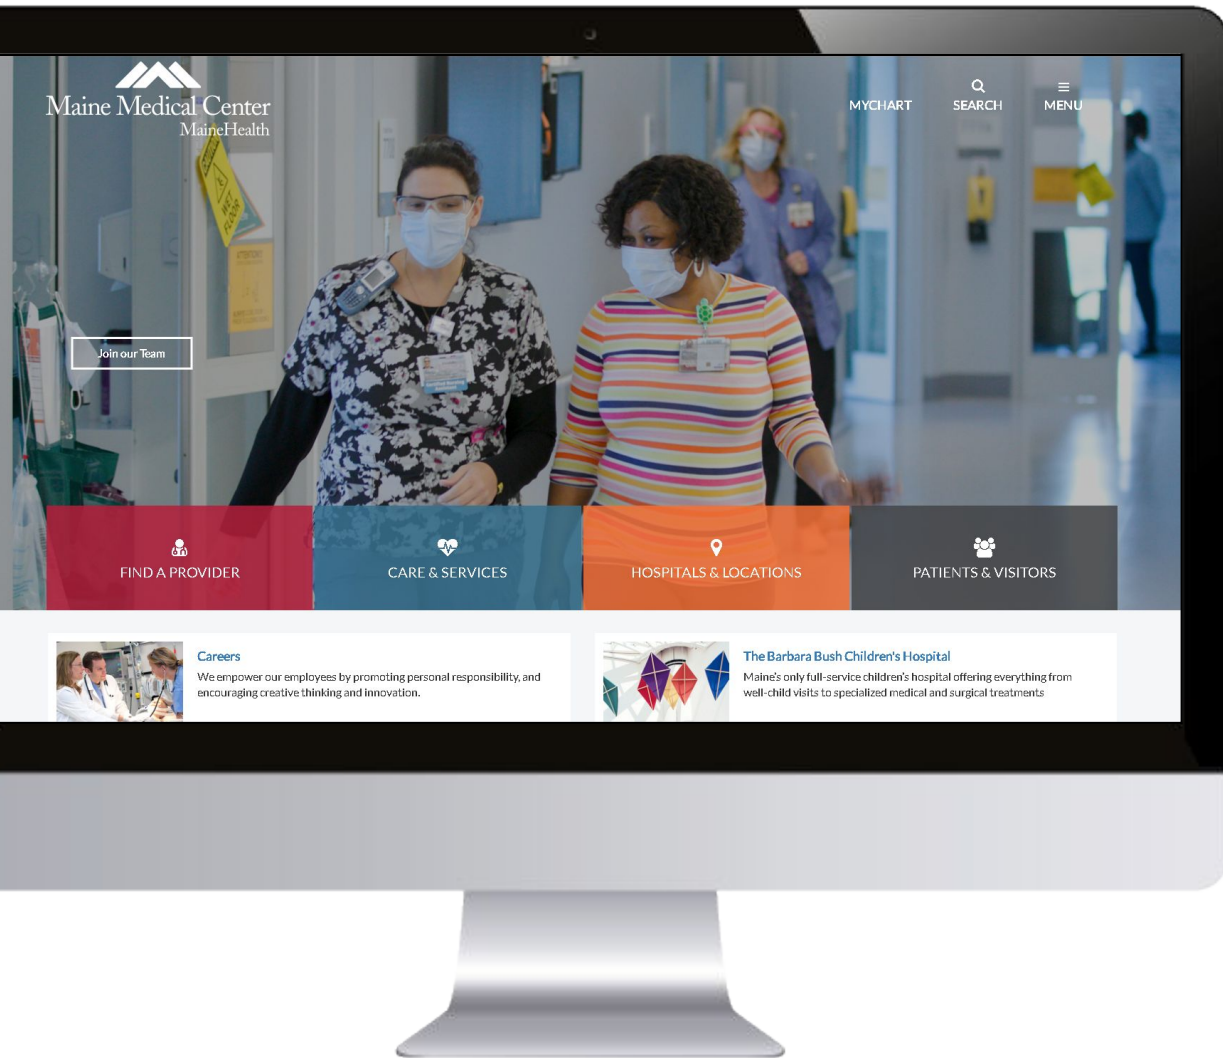 Maine Medical Center
MaineHealth
MYCHART
SEARCH
MENU
WET
FLOOR
Join our Team
FIND A PROVIDER
CARE & SERVICES
HOSPITALS & LOCATIONS
PATIENTS & VISITORS
Careers
We empower our employees by promoting personal responsibility, and
encouraging creative thinking and innovation.
The Barbara Bush Children's Hospital
Maine's only full-service children's hospital offering everything from
well-child visits to specialized medical and surgical treatments